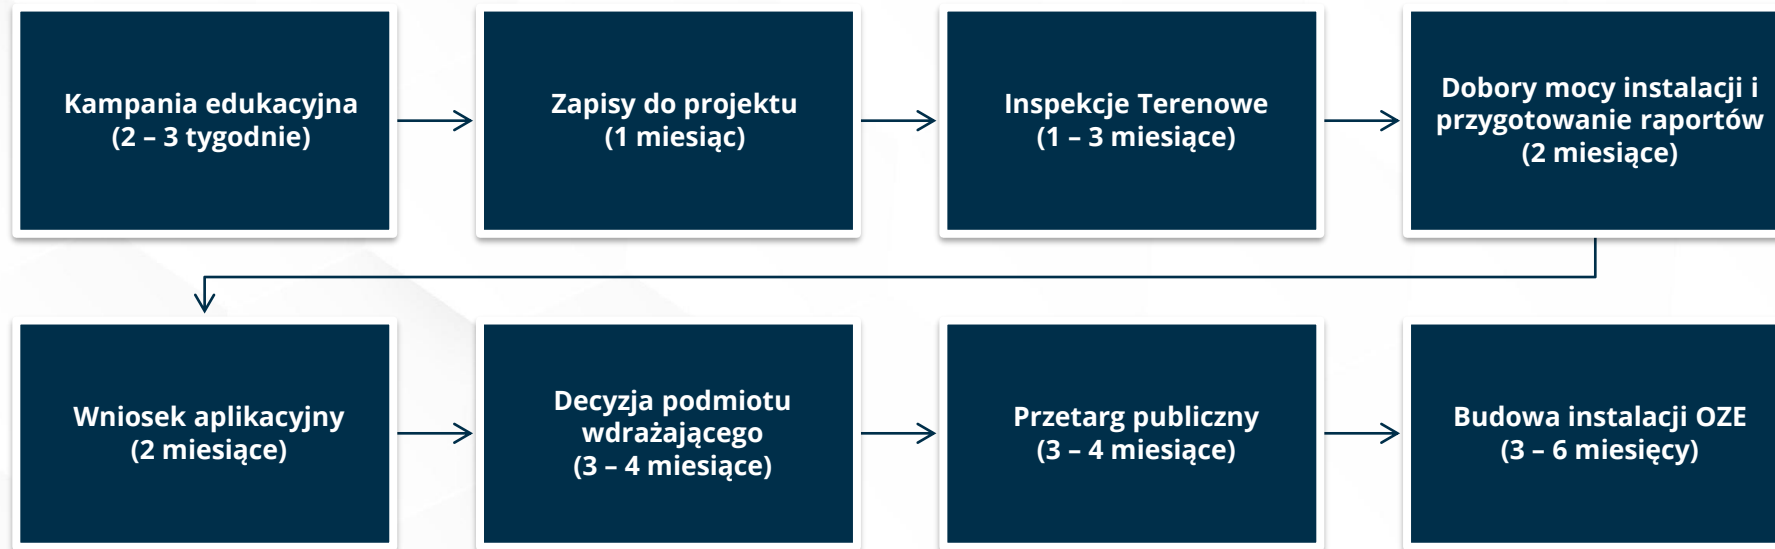 Kampania edukacyjna
(2 – 3 tygodnie)
Zapisy do projektu
(1 miesiąc)
Inspekcje Terenowe
(1 – 3 miesiące)
Dobory mocy instalacji i
przygotowanie raportów
(2 miesiące)
Wniosek aplikacyjny
(2 miesiące)
Decyzja podmiotu
wdrażającego
(3 – 4 miesiące)
Przetarg publiczny
(3 – 4 miesiące)
Budowa instalacji OZE
(3 – 6 miesięcy)